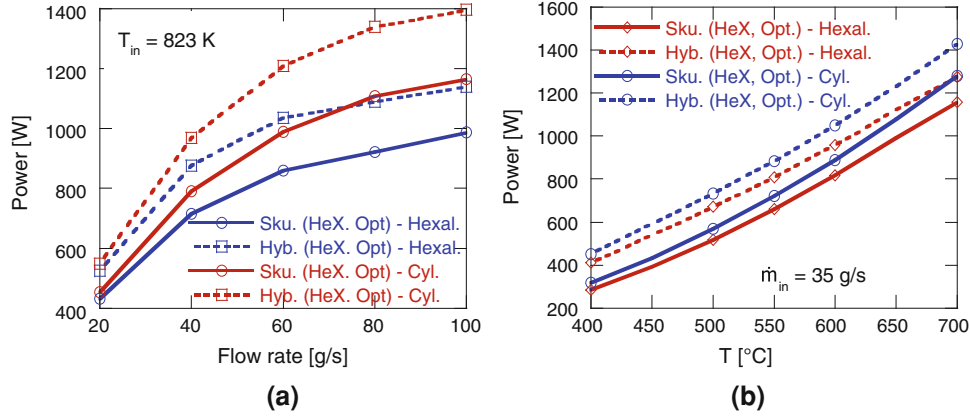 1400
1200
1000
800
600
400
Power [W]
T_in = 823 K
Sku. (HeX. Opt) - Hexal.
Hyb. (HeX. Opt) - Hexal.
Sku. (HeX. Opt) - Cyl.
Hyb. (HeX. Opt) - Cyl.
20 40 60 80 100
Flow rate [g/s]
(a)
1600
1400
1200
1000
800
600
400
200
0
Power [W]
Sku. (HeX, Opt.) - Hexal.
Hyb. (HeX, Opt.) - Hexal.
Sku. (HeX, Opt.) - Cyl.
Hyb. (HeX, Opt.) - Cyl.
ṁ_in = 35 g/s
400 450 500 550 600 650 700
T [°C]
(b)